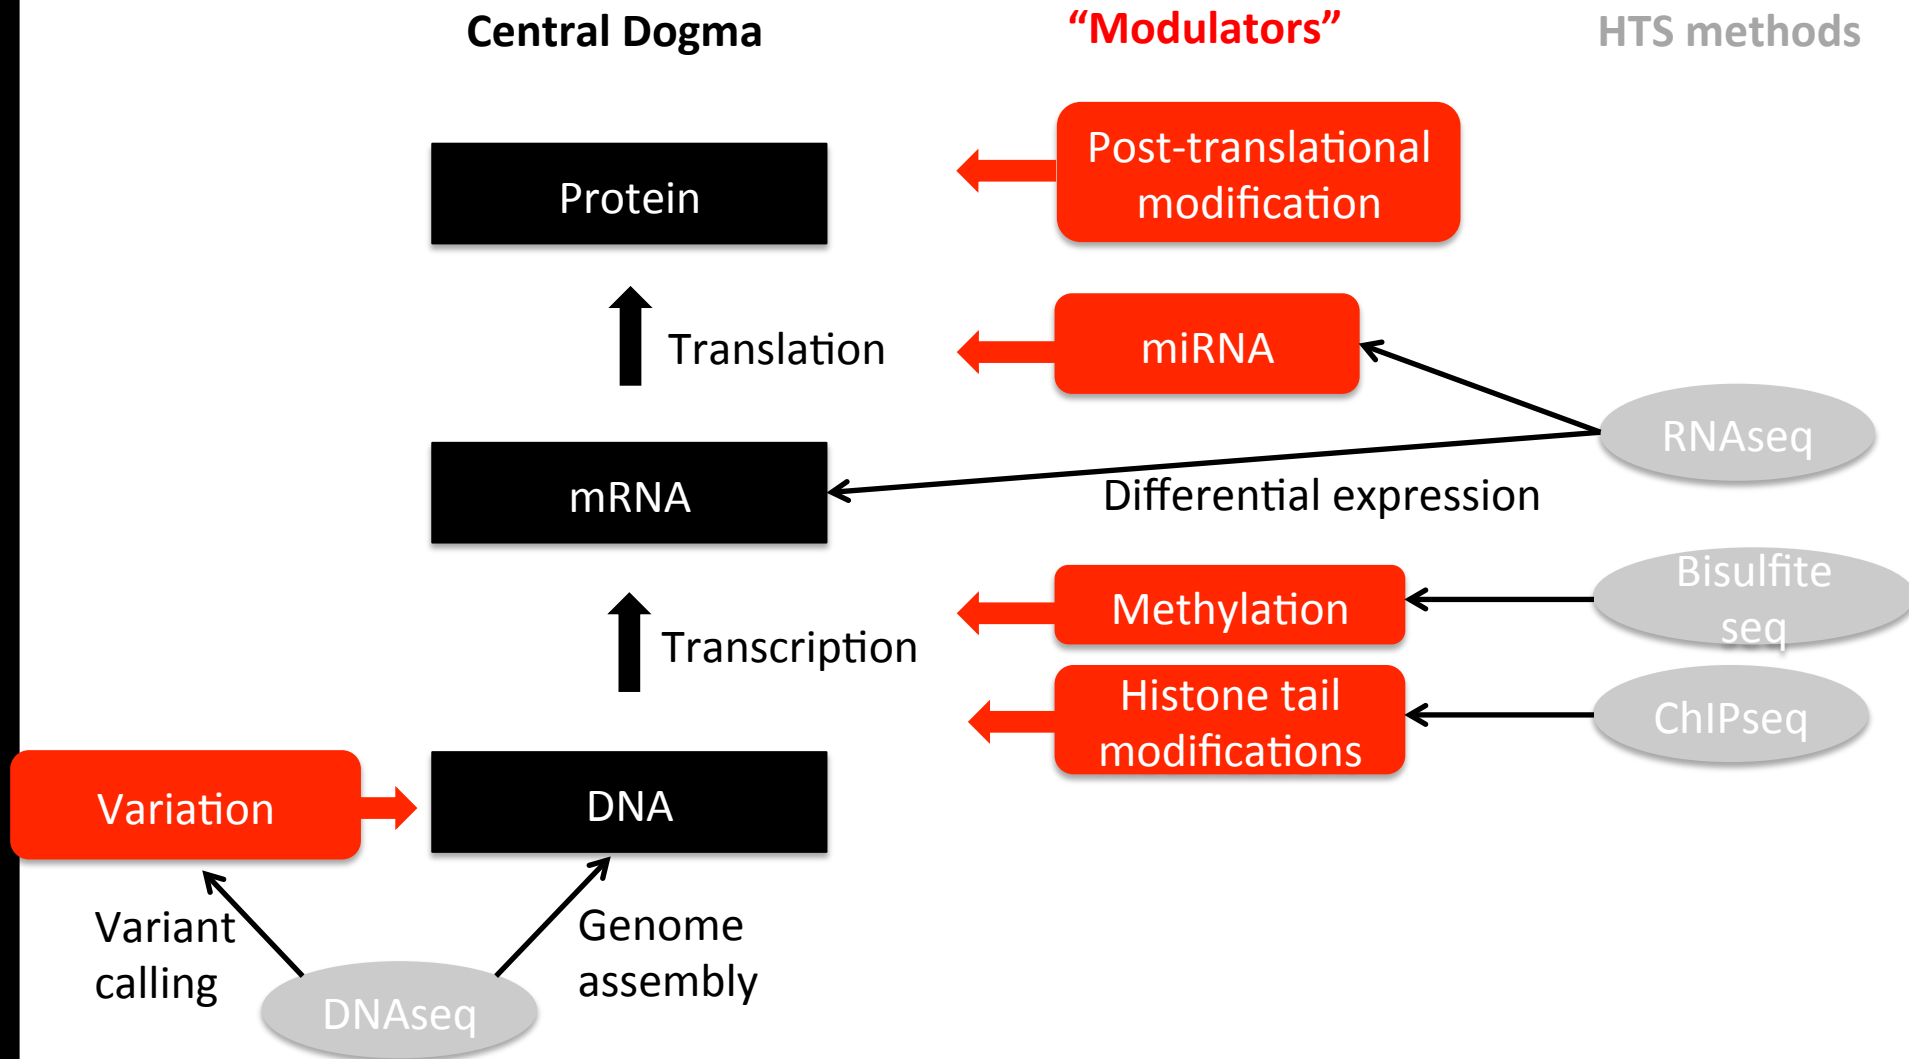 Central Dogma
“Modulators”
HTS methods
Post-translational
modification
Protein
Translation
miRNA
RNAseq
mRNA
Differential expression
Bisulfite
seq
Methylation
Transcription
Histone tail
modifications
ChIPseq
Variation
DNA
Variant
calling
Genome
assembly
DNAseq